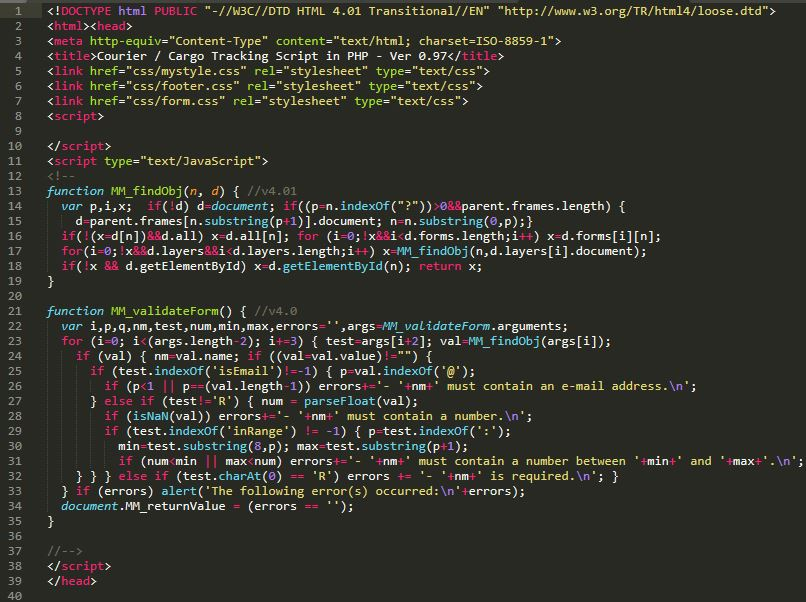 1 <!DOCTYPE html PUBLIC "-//W3C//DTD HTML 4.01 Transitional//EN" "http://www.w3.org/TR/html4/loose.dtd">
2 <html><head>
3 <meta http-equiv="Content-Type" content="text/html; charset=ISO-8859-1">
4 <title>Courier / Cargo Tracking Script in PHP - Ver 0.97</title>
5 <link href="css/mystyle.css" rel="stylesheet" type="text/css">
6 <link href="css/footer.css" rel="stylesheet" type="text/css">
7 <link href="css/form.css" rel="stylesheet" type="text/css">
8 <script>
9
10 </script>
11 <script type="text/JavaScript">
12 <!--
13 function MM_findObj(n, d) { //v4.01
14   var p,i,x;  if(!d) d=document; if((p=n.indexOf("?"))>0&&parent.frames.length) {
15     d=parent.frames[n.substring(p+1)].document; n=n.substring(0,p);}
16   if(!(x=d[n])&&d.all) x=d.all[n]; for (i=0;!x&&i<d.forms.length;i++) x=d.forms[i][n];
17   for(i=0;!x&&d.layers&&i<d.layers.length;i++) x=MM_findObj(n,d.layers[i].document);
18   if(!x && d.getElementById) x=d.getElementById(n); return x;
19 }
20
21 function MM_validateForm() { //v4.0
22   var i,p,q,nm,test,num,min,max,errors='',args=MM_validateForm.arguments;
23   for (i=0; i<(args.length-2); i+=3) { test=args[i+2]; val=MM_findObj(args[i]);
24     if (val) { nm=val.name; if ((val=val.value)!="") {
25       if (test.indexOf('isEmail')!=-1) { p=val.indexOf('@');
26         if (p<1 || p==(val.length-1)) errors+='- '+nm+' must contain an e-mail address.\n';
27       } else if (test!='R') { num = parseFloat(val);
28         if (isNaN(val)) errors+='- '+nm+' must contain a number.\n';
29         if (test.indexOf('inRange') != -1) { p=test.indexOf(':');
30           min=test.substring(8,p); max=test.substring(p+1);
31           if (num<min || max<num) errors+='- '+nm+' must contain a number between '+min+' and '+max+'.\n';
32     } } } else if (test.charAt(0) == 'R') errors += '- '+nm+' is required.\n'; }
33   } if (errors) alert('The following error(s) occurred:\n'+errors);
34   document.MM_returnValue = (errors == '');
35 }
36
37 //-->
38 </script>
39 </head>
40